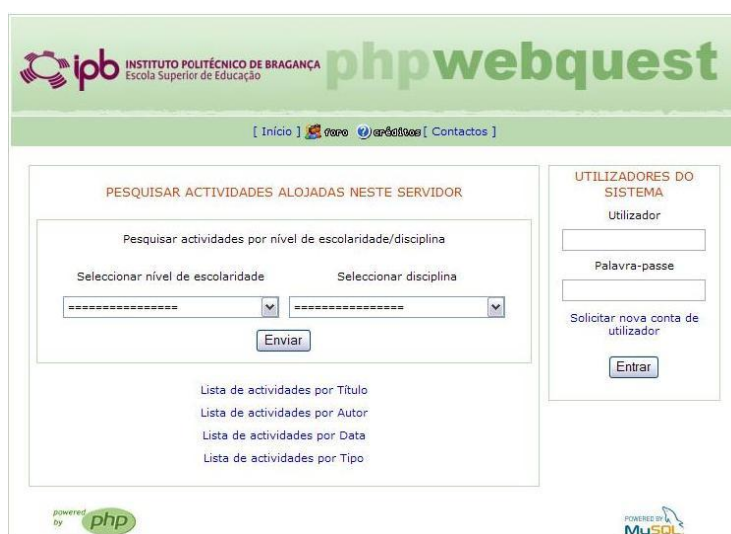 ipb INSTITUTO POLITÉCNICO DE BRAGANÇA
Escola Superior de Educação
phpwebquest
[ Início ] foro créditos [ Contactos ]
PESQUISAR ACTIVIDADES ALOJADAS NESTE SERVIDOR
Pesquisar actividades por nível de escolaridade/disciplina
Seleccionar nível de escolaridade
Seleccionar disciplina
================
================
Enviar
Lista de actividades por Título
Lista de actividades por Autor
Lista de actividades por Data
Lista de actividades por Tipo
UTILIZADORES DO
SISTEMA
Utilizador
Palavra-passe
Solicitar nova conta de
utilizador
Entrar
powered
by php
POWERED BY
MySQL